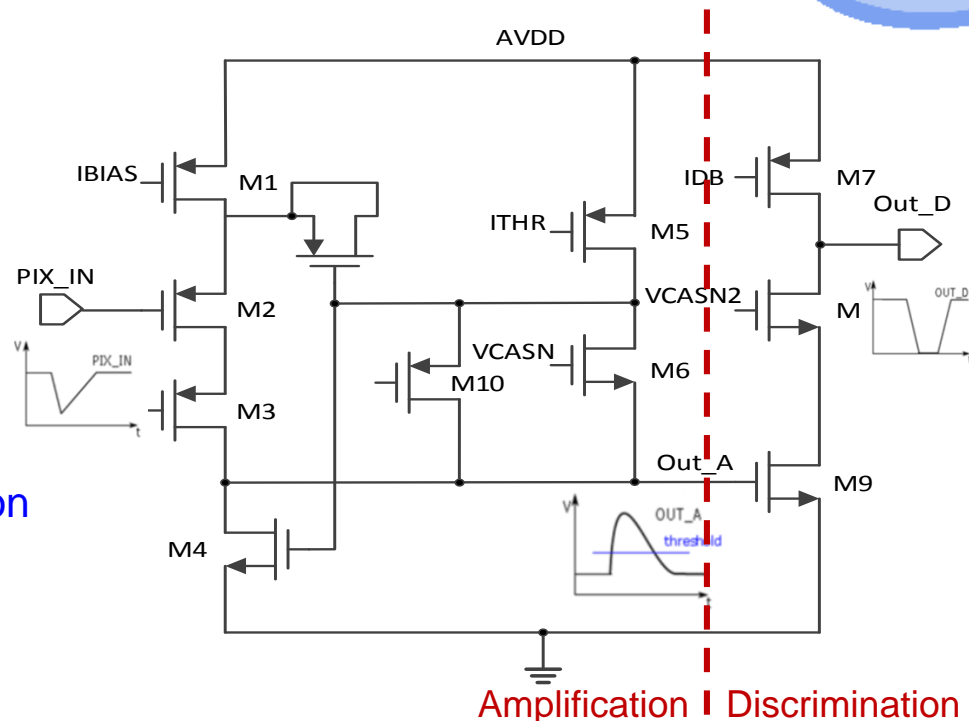 AVDD
IBIAS
M1
IDB
M7
Out_D
ITHR
M5
PIX_IN
M2
VCASN2
M
V
OUT_D
V
PIX_IN
t
VCASN
M10
M6
M3
Out_A
M9
on
V
OUT_A
threshold
t
M4
Amplification
Discrimination